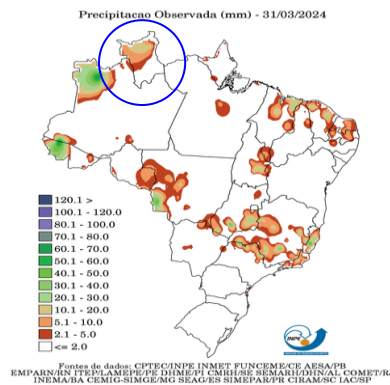 Precipitacao Observada (mm) - 31/03/2024
120.1 >
100.1 - 120.0
80.1 - 100.0
70.1 - 80.0
60.1 - 70.0
50.1 - 60.0
40.1 - 50.0
30.1 - 40.0
20.1 - 30.0
10.1 - 20.0
5.1 - 10.0
2.1 - 5.0
<= 2.0
INPE
Fontes de dados: CPTEC/INPE INMET FUNCEME/CE AESA/PB
EMPARN/RN ITEP/LAMEPE/PE DHME/PI CMRH/SE SEMARH/DHN/AL COMET/R
INEMA/BA CEMIG-SIMGE/MG SEAG/ES SIMEPAR/PR CIRAM/SC IAC/SP